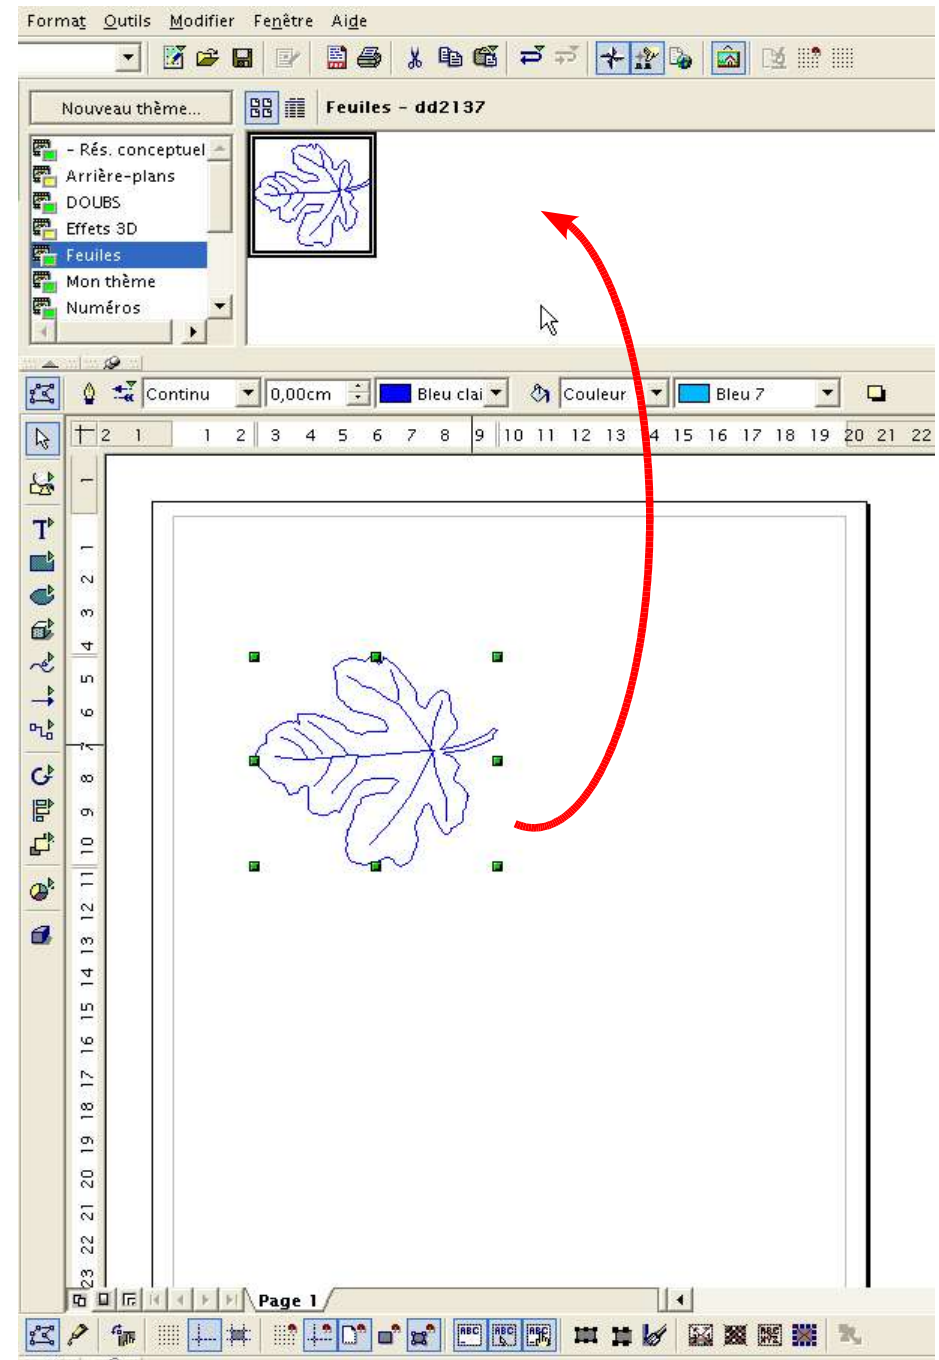 Format Outils Modifier Fenêtre Aide
Nouveau thème... Feuiles - dd2137
- Rés. conceptuel
Arrière-plans
DOUBS
Effets 3D
Feuiles
Mon thème
Numéros
Continu 0,00cm Bleu clai Couleur Bleu 7
2 1 1 2 3 4 5 6 7 8 9 10 11 12 13 14 15 16 17 18 19 20 21 22
1
T
1
2
3
4
5
6
7
8
9
10
11
12
13
14
15
16
17
18
19
20
21
22
23
Page 1
ABC ABC ABC